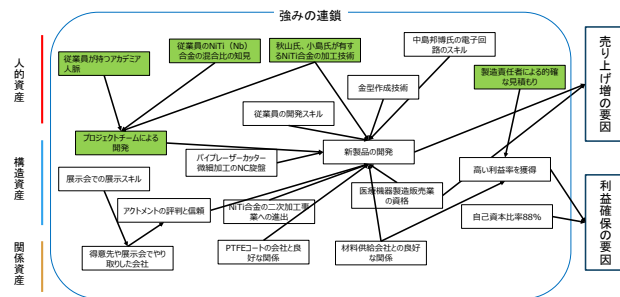 強みの連鎖
人的資産
構造資産
関係資産
従業員が持つアカデミア
人脈
従業員のNiTi（Nb）
合金の混合比の知見
秋山氏、小島氏が有す
るNiTi合金の加工技術
中島邦博氏の電子回
路のスキル
製造責任者による的確
な見積もり
金型作成技術
従業員の開発スキル
プロジェクトチームによる
開発
パイプレーザーカッター
微細加工のNC旋盤
新製品の開発
高い利益率を獲得
展示会での展示スキル
アクトメントの評判と信頼
NiTi合金の二次加工事
業への進出
医療機器製造販売業
の資格
自己資本比率88%
得意先や展示会でやり
取りした会社
PTFEコートの会社と良
好な関係
材料供給会社との良好
な関係
売り上げ増の要因
利益確保の要因